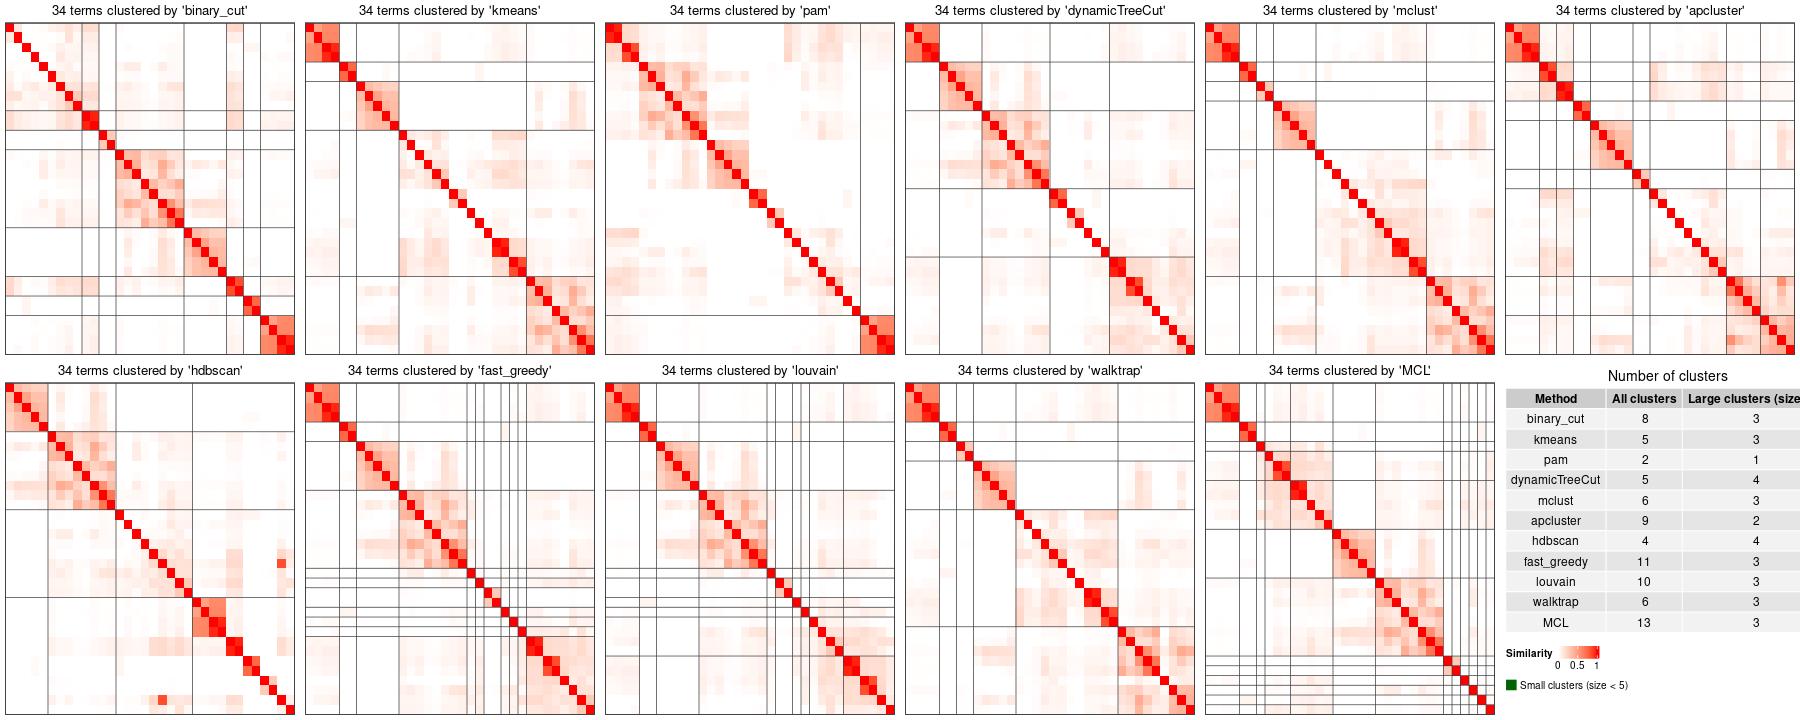 34 terms clustered by 'binary_cut'
34 terms clustered by 'kmeans'
34 terms clustered by 'pam'
34 terms clustered by 'dynamicTreeCut'
34 terms clustered by 'mclust'
34 terms clustered by 'apcluster'
34 terms clustered by 'hdbscan'
34 terms clustered by 'fast_greedy'
34 terms clustered by 'louvain'
34 terms clustered by 'walktrap'
34 terms clustered by 'MCL'
Number of clusters
Method All clusters Large clusters (size
binary_cut 8 3
kmeans 5 3
pam 2 1
dynamicTreeCut 5 4
mclust 6 3
apcluster 9 2
hdbscan 4 4
fast_greedy 11 3
louvain 10 3
walktrap 6 3
MCL 13 3
Similarity
0 0.5 1
Small clusters (size < 5)